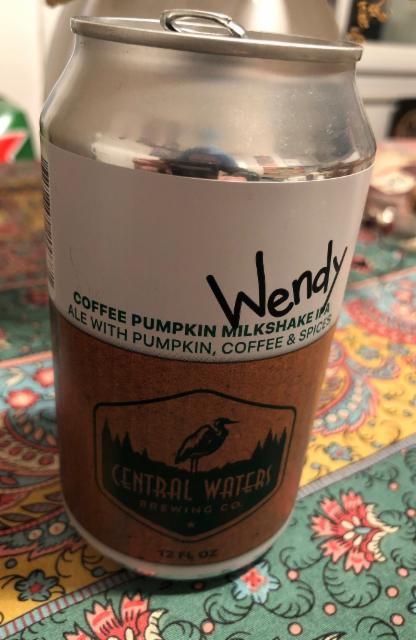 Wendy
COFFEE PUMPKIN MILKSHAKE IPA
ALE WITH PUMPKIN, COFFEE & SPICES
CENTRAL WATERS
BREWING CO.
12 FL OZ